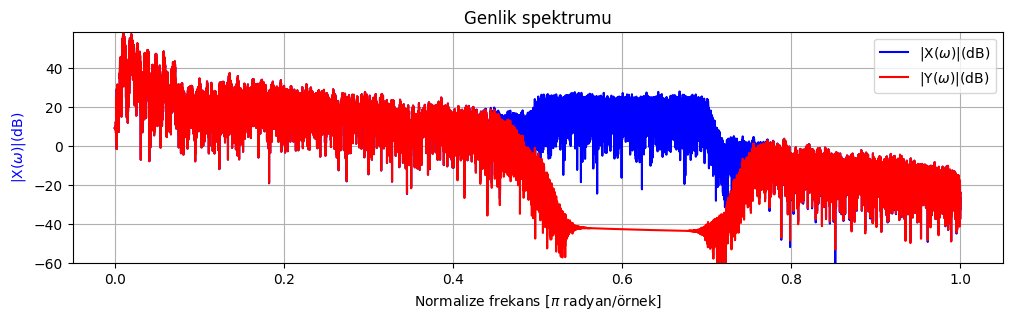 Genlik spektrumu
|X(ω)|(dB)
|X(ω)|(dB)
|Y(ω)|(dB)
40
20
0
−20
−40
−60
0.0 0.2 0.4 0.6 0.8 1.0
Normalize frekans [π radyan/örnek]